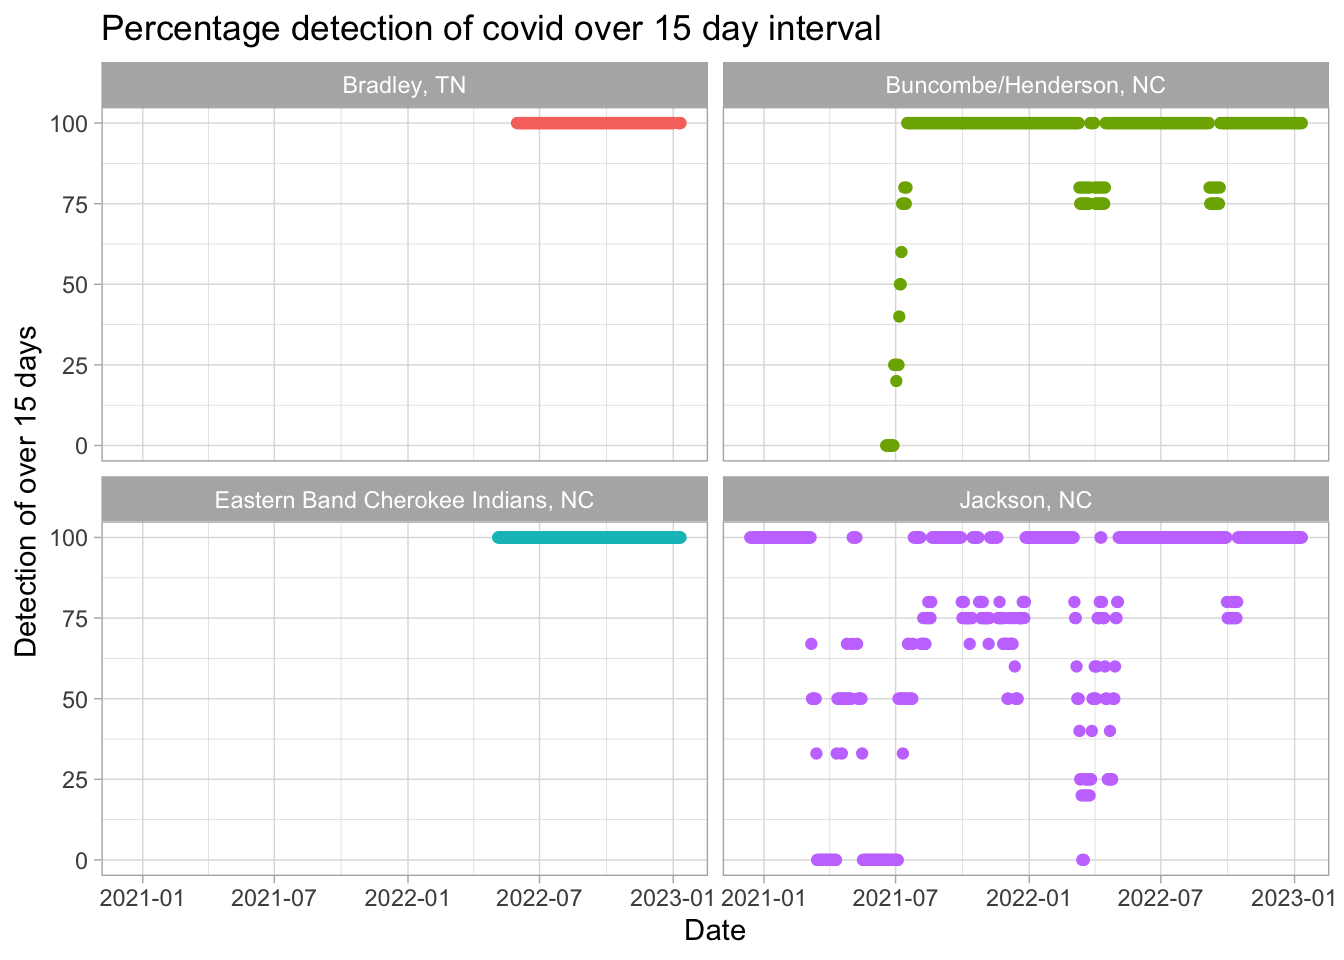 Percentage detection of covid over 15 day interval
Bradley, TN
Buncombe/Henderson, NC
100
75
50
25
0
Eastern Band Cherokee Indians, NC
Jackson, NC
100
75
50
25
0
Detection of over 15 days
2021-01 2021-07 2022-01 2022-07 2023-01
2021-01 2021-07 2022-01 2022-07 2023-01
Date